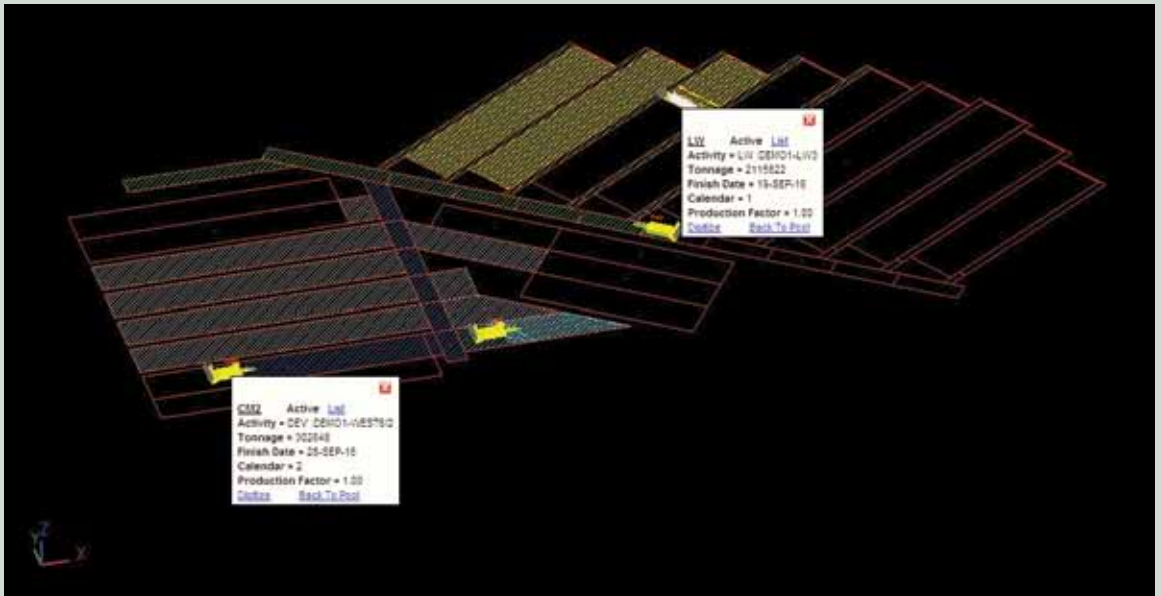 LW Active List
Activity = LW :DEMO1-LW3
Tonnage = 2115822
Finish Date = 19-SEP-16
Calendar = 1
Production Factor = 1.00
Digitize Back To Pool
CM2 Active List
Activity = DEV :DEMO1-WEST6/2
Tonnage = 302648
Finish Date = 26-SEP-16
Calendar = 2
Production Factor = 1.00
Digitize Back To Pool
Z
Y
X